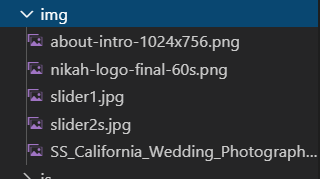 img
about-intro-1024x756.png
nikah-logo-final-60s.png
slider1.jpg
slider2s.jpg
SS_California_Wedding_Photograph...